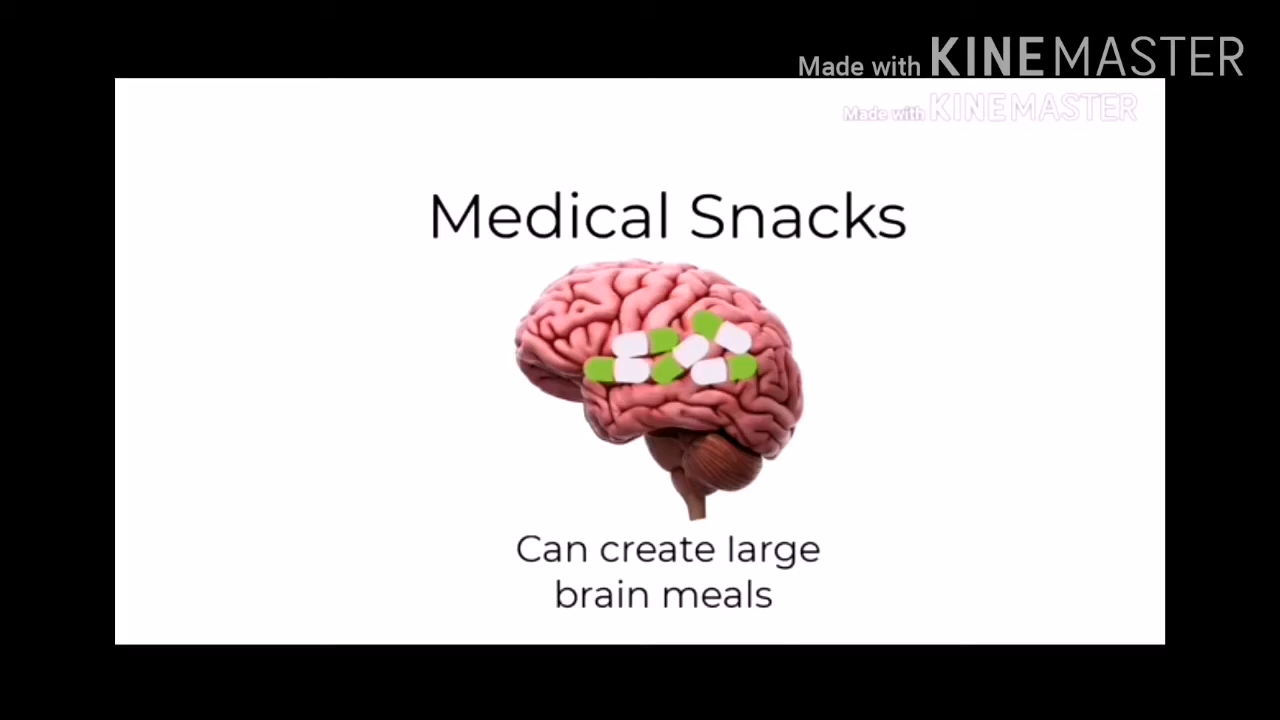 Made with KINEMASTER
Made with KINEMASTER
Medical Snacks
Can create large
brain meals